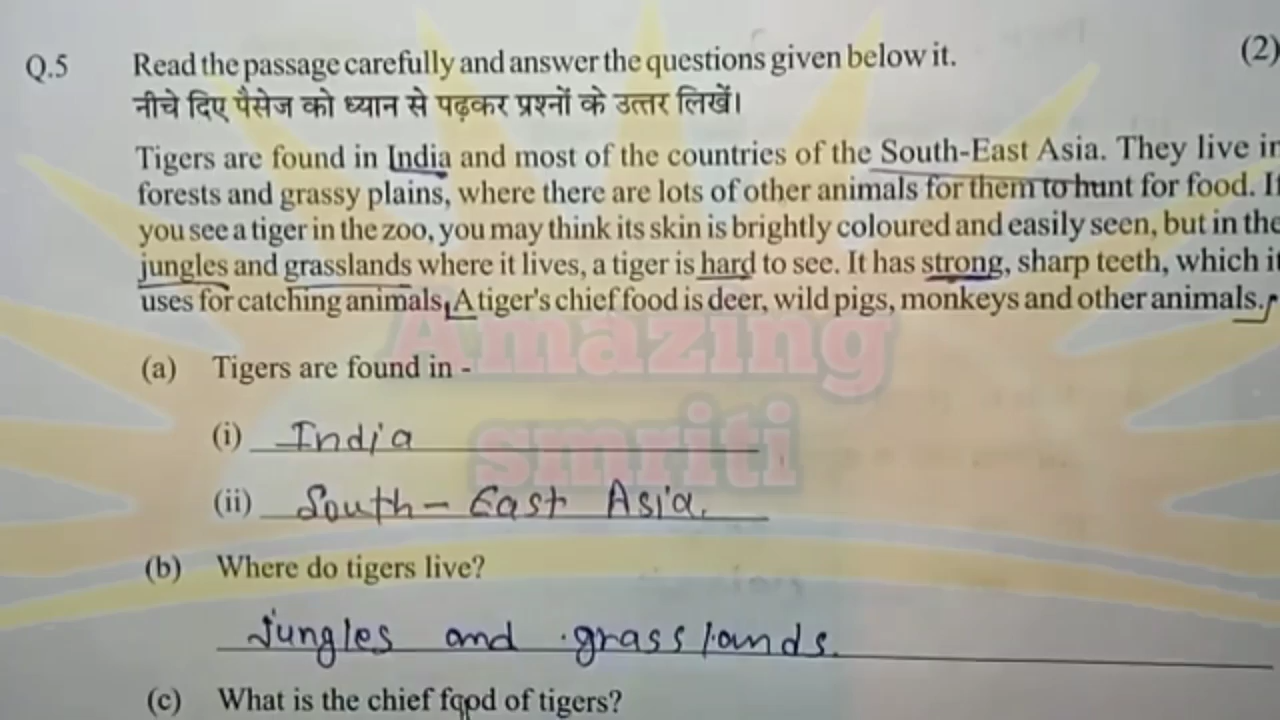 Q.5 Read the passage carefully and answer the questions given below it. (2)
नीचे दिए पैसेज को ध्यान से पढ़कर प्रश्नों के उत्तर लिखें।
Tigers are found in India and most of the countries of the South-East Asia. They live in
forests and grassy plains, where there are lots of other animals for them to hunt for food. If
you see a tiger in the zoo, you may think its skin is brightly coloured and easily seen, but in the
jungles and grasslands where it lives, a tiger is hard to see. It has strong, sharp teeth, which it
uses for catching animals. A tiger's chief food is deer, wild pigs, monkeys and other animals.
Amazing
smriti
(a) Tigers are found in -
(i) India
(ii) South-East Asia.
(b) Where do tigers live?
Jungles and grasslands.
(c) What is the chief food of tigers?